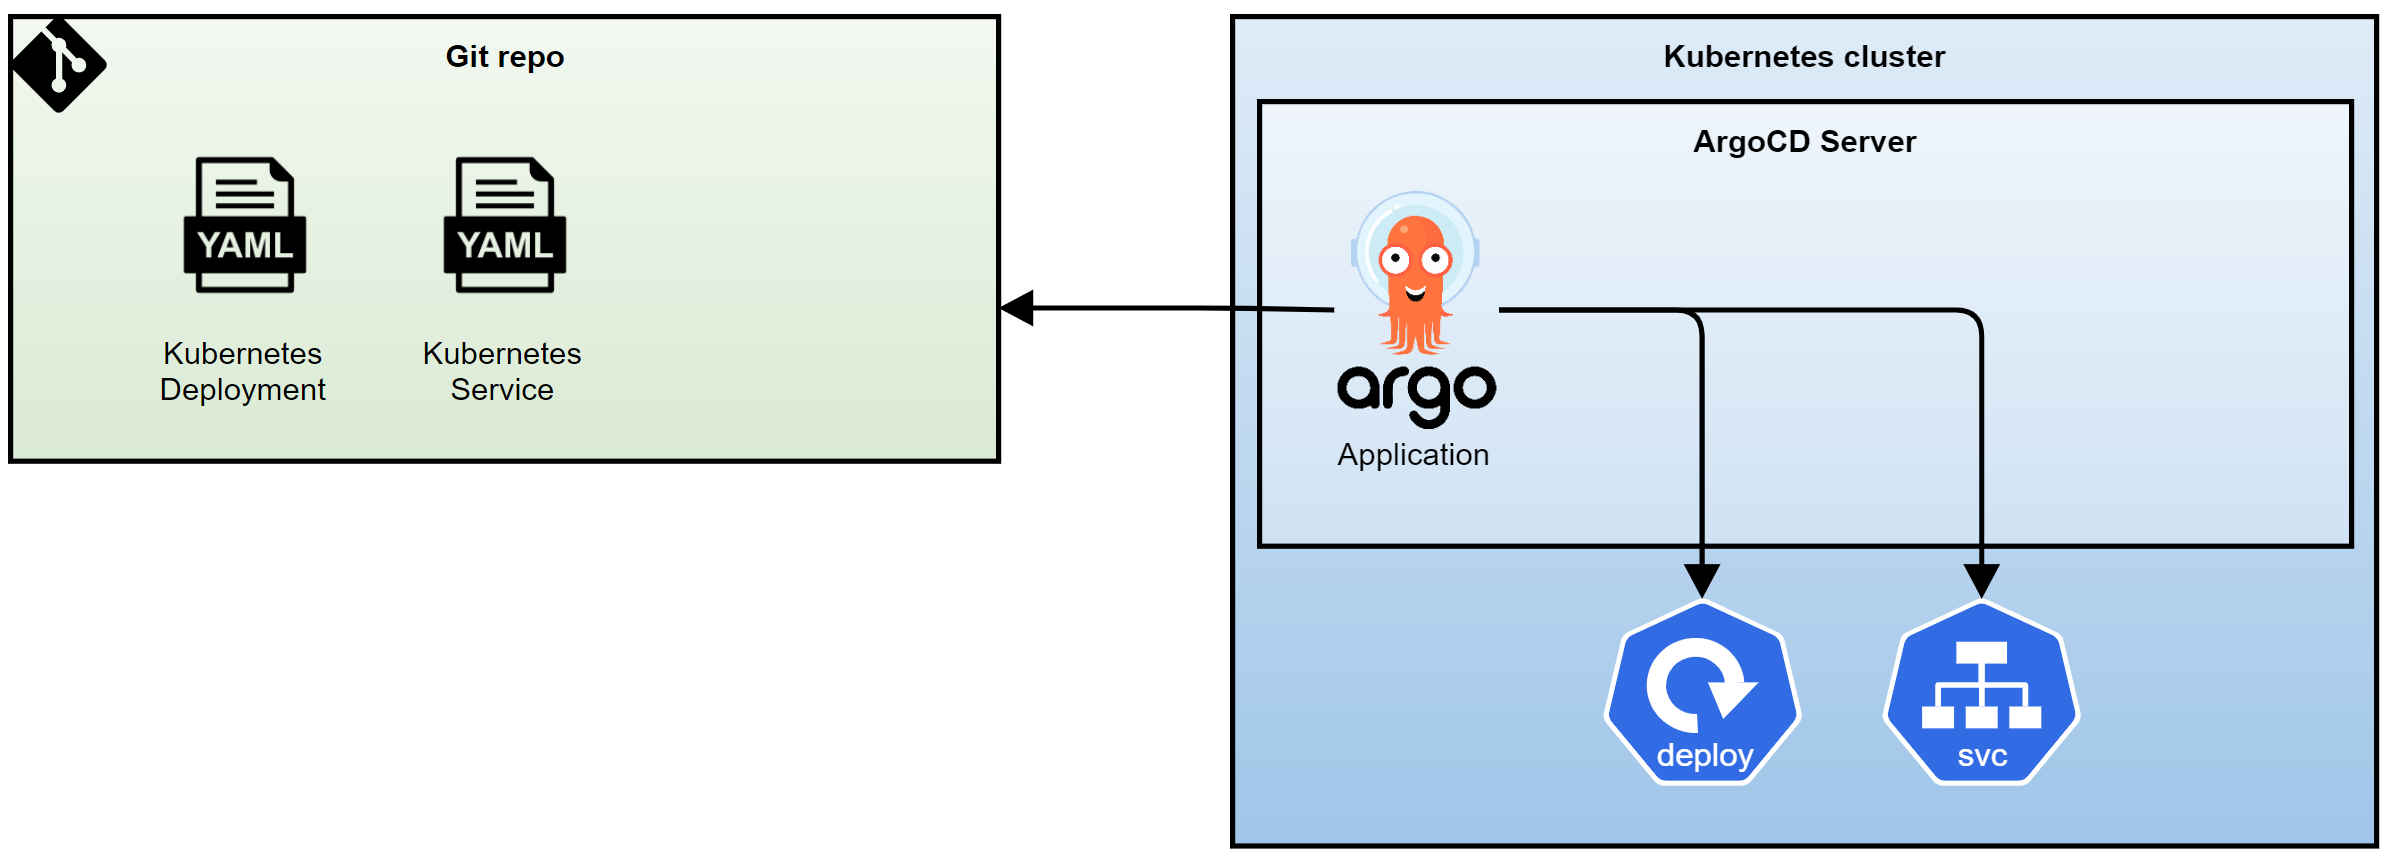 Git repo
YAML
YAML
Kubernetes
Deployment
Kubernetes
Service
Kubernetes cluster
ArgoCD Server
argo
Application
deploy
svc